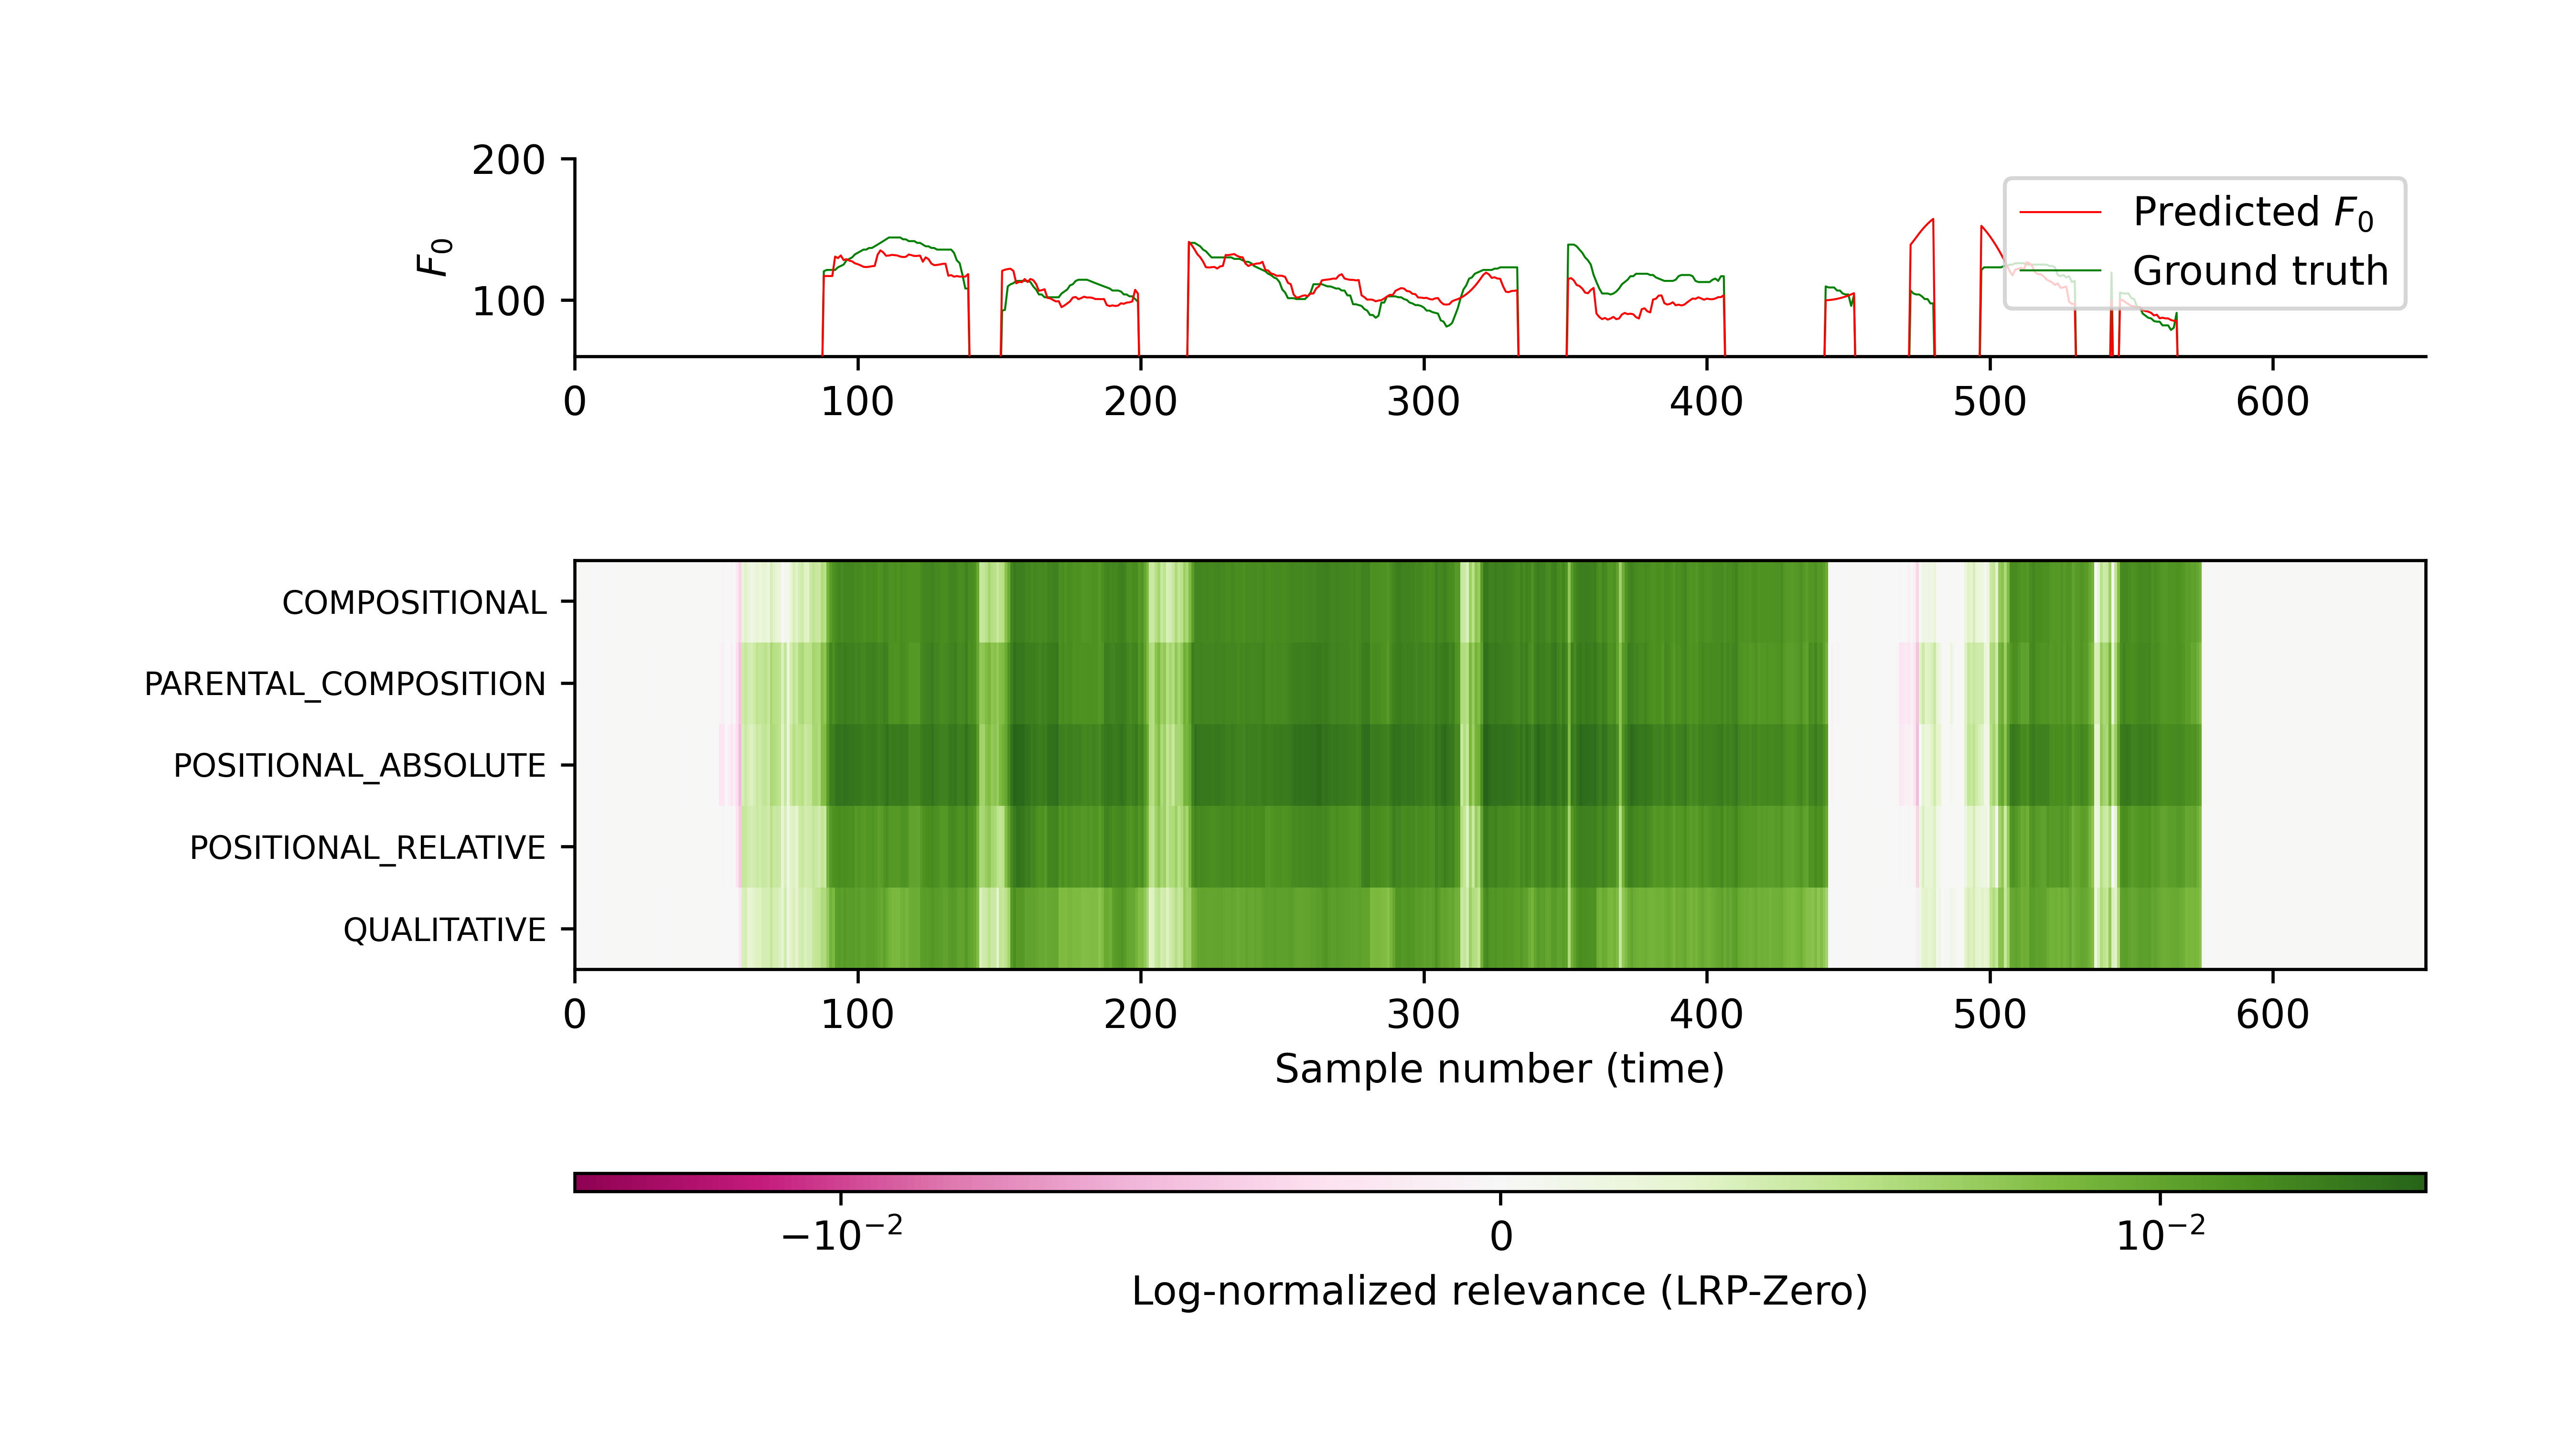 200
100
F₀
Predicted F₀
Ground truth
0 100 200 300 400 500 600
COMPOSITIONAL
PARENTAL_COMPOSITION
POSITIONAL_ABSOLUTE
POSITIONAL_RELATIVE
QUALITATIVE
0 100 200 300 400 500 600
Sample number (time)
−10⁻² 0 10⁻²
Log-normalized relevance (LRP-Zero)